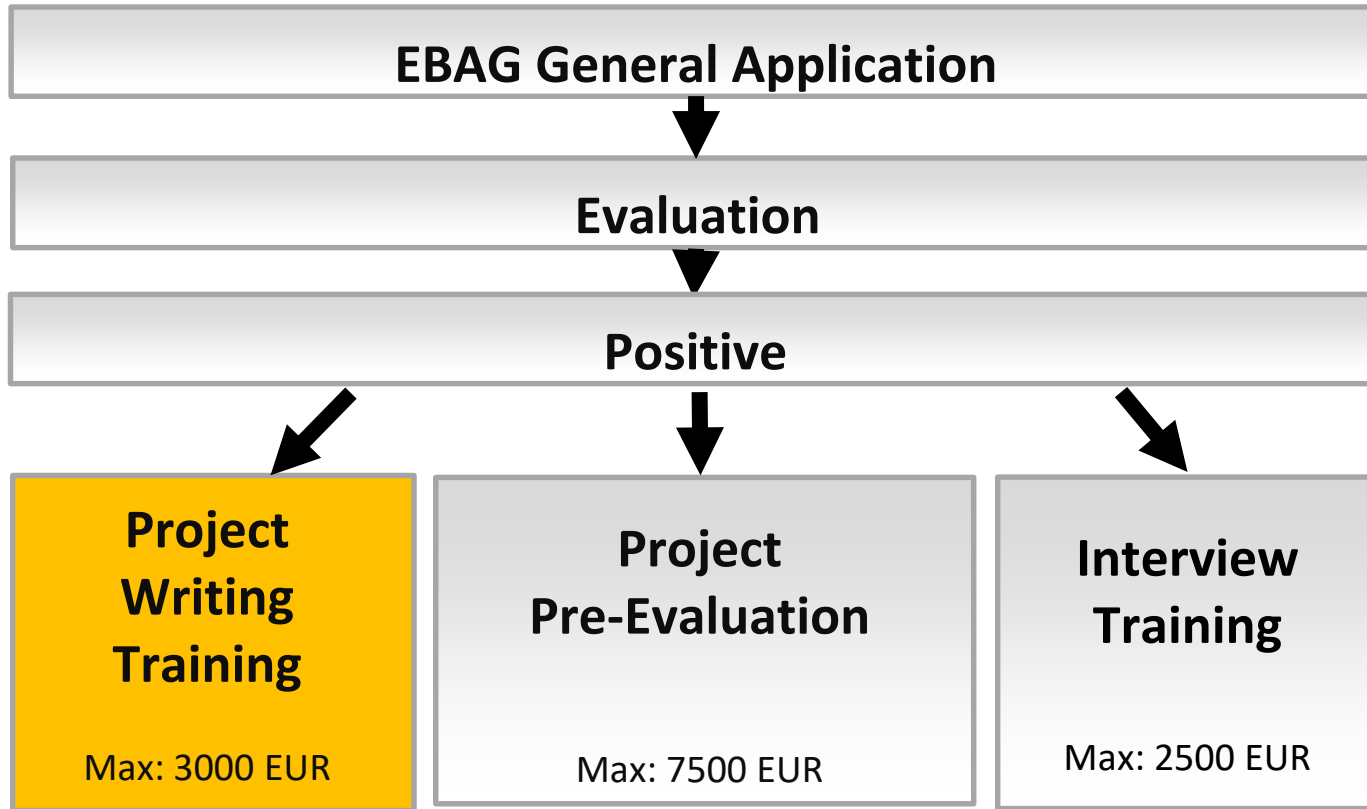 EBAG General Application
Evaluation
Positive
Project
Writing
Training
Max: 3000 EUR
Project
Pre-Evaluation
Max: 7500 EUR
Interview
Training
Max: 2500 EUR